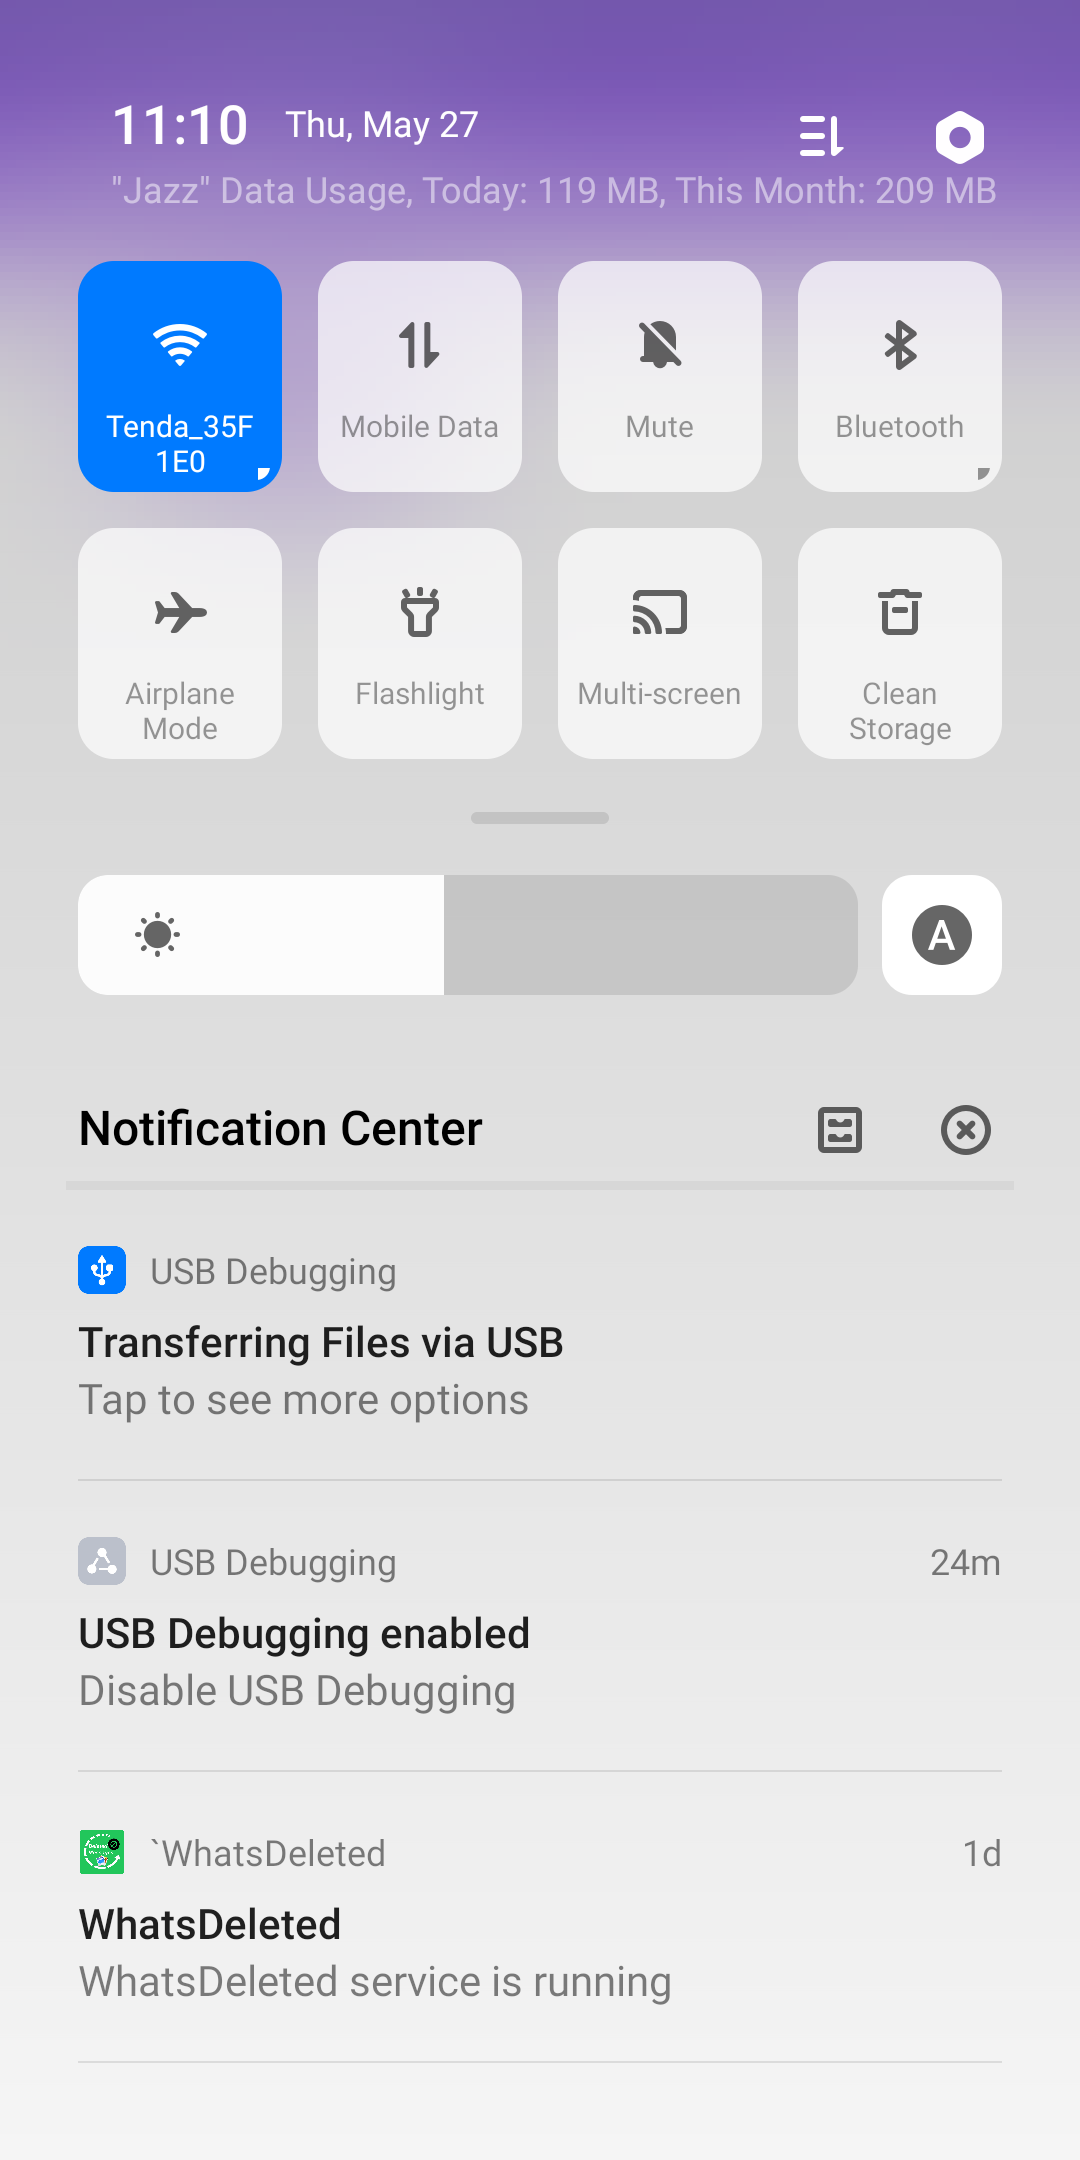 11:10 Thu, May 27
"Jazz" Data Usage, Today: 119 MB, This Month: 209 MB
Tenda_35F
1E0
Mobile Data
Mute
Bluetooth
Airplane
Mode
Flashlight
Multi-screen
Clean
Storage
A
Notification Center
USB Debugging
Transferring Files via USB
Tap to see more options
USB Debugging 24m
USB Debugging enabled
Disable USB Debugging
`WhatsDeleted 1d
WhatsDeleted
WhatsDeleted service is running